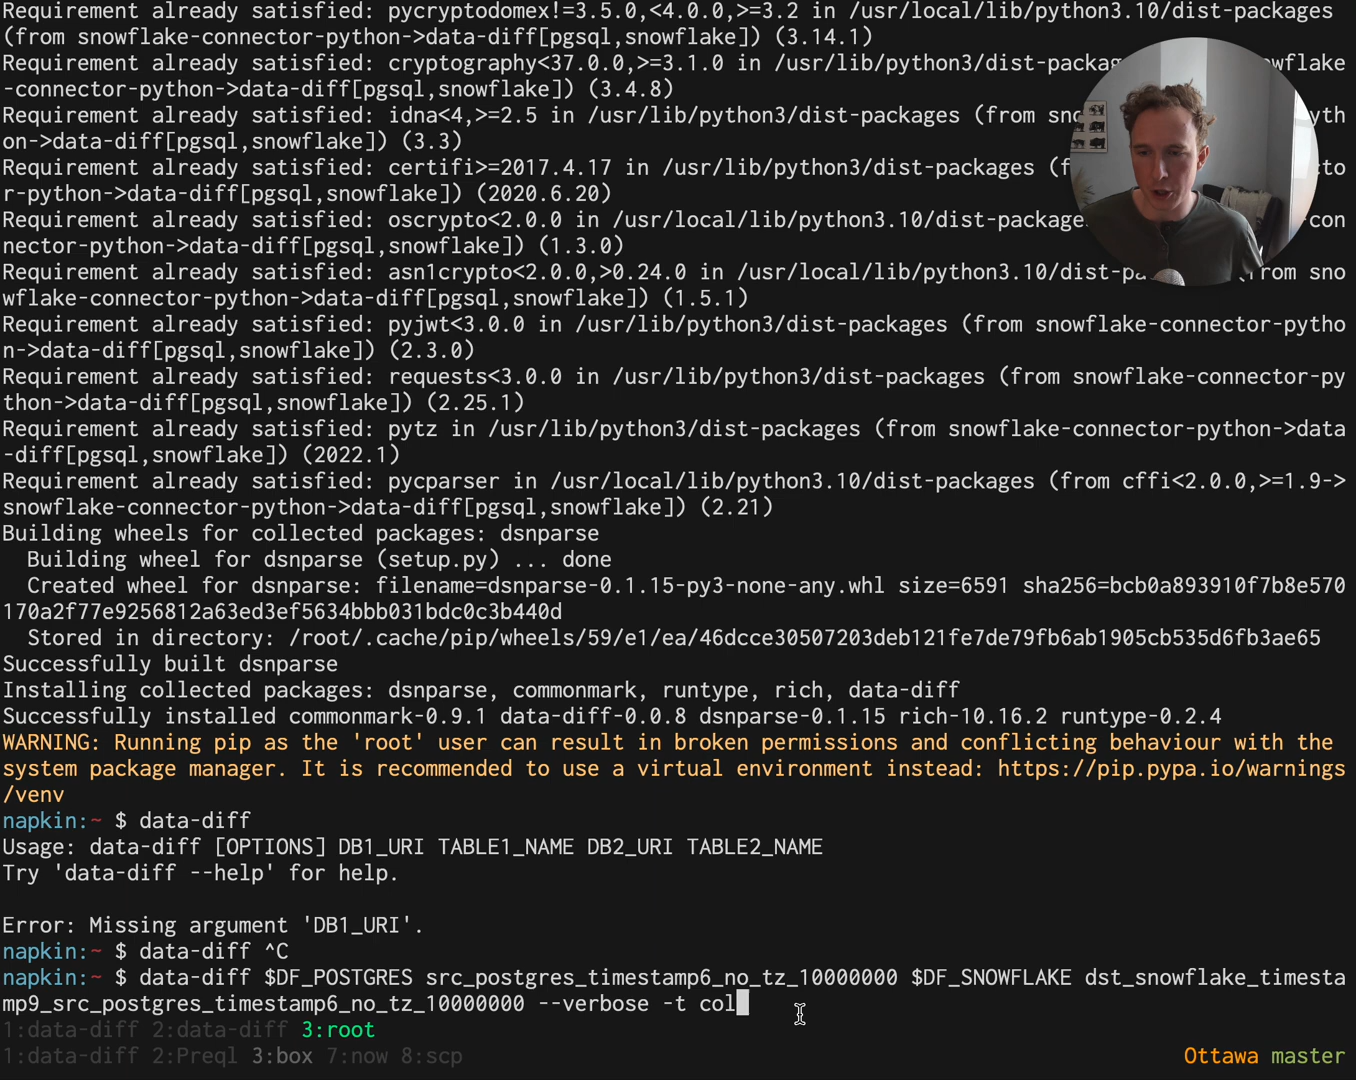 Requirement already satisfied: pycryptodomex!=3.5.0,<4.0.0,>=3.2 in /usr/local/lib/python3.10/dist-packages
(from snowflake-connector-python->data-diff[pgsql,snowflake]) (3.14.1)
Requirement already satisfied: cryptography<37.0.0,>=3.1.0 in /usr/lib/python3/dist-packag wflake
-connector-python->data-diff[pgsql,snowflake]) (3.4.8)
Requirement already satisfied: idna<4,>=2.5 in /usr/lib/python3/dist-packages (from sn yth
on->data-diff[pgsql,snowflake]) (3.3)
Requirement already satisfied: certifi>=2017.4.17 in /usr/lib/python3/dist-packages ( cto
r-python->data-diff[pgsql,snowflake]) (2020.6.20)
Requirement already satisfied: oscrypto<2.0.0 in /usr/local/lib/python3.10/dist-package con
nector-python->data-diff[pgsql,snowflake]) (1.3.0)
Requirement already satisfied: asn1crypto<2.0.0,>0.24.0 in /usr/local/lib/python3.10/dist-pa from sno
wflake-connector-python->data-diff[pgsql,snowflake]) (1.5.1)
Requirement already satisfied: pyjwt<3.0.0 in /usr/lib/python3/dist-packages (from snowflake-connector-pytho
n->data-diff[pgsql,snowflake]) (2.3.0)
Requirement already satisfied: requests<3.0.0 in /usr/lib/python3/dist-packages (from snowflake-connector-py
thon->data-diff[pgsql,snowflake]) (2.25.1)
Requirement already satisfied: pytz in /usr/lib/python3/dist-packages (from snowflake-connector-python->data
-diff[pgsql,snowflake]) (2022.1)
Requirement already satisfied: pycparser in /usr/local/lib/python3.10/dist-packages (from cffi<2.0.0,>=1.9->
snowflake-connector-python->data-diff[pgsql,snowflake]) (2.21)
Building wheels for collected packages: dsnparse
  Building wheel for dsnparse (setup.py) ... done
  Created wheel for dsnparse: filename=dsnparse-0.1.15-py3-none-any.whl size=6591 sha256=bcb0a893910f7b8e570
170a2f77e9256812a63ed3ef5634bbb031bdc0c3b440d
  Stored in directory: /root/.cache/pip/wheels/59/e1/ea/46dcce30507203deb121fe7de79fb6ab1905cb535d6fb3ae65
Successfully built dsnparse
Installing collected packages: dsnparse, commonmark, runtype, rich, data-diff
Successfully installed commonmark-0.9.1 data-diff-0.0.8 dsnparse-0.1.15 rich-10.16.2 runtype-0.2.4
WARNING: Running pip as the 'root' user can result in broken permissions and conflicting behaviour with the
system package manager. It is recommended to use a virtual environment instead: https://pip.pypa.io/warnings
/venv
napkin:~ $ data-diff
Usage: data-diff [OPTIONS] DB1_URI TABLE1_NAME DB2_URI TABLE2_NAME
Try 'data-diff --help' for help.
Error: Missing argument 'DB1_URI'.
napkin:~ $ data-diff ^C
napkin:~ $ data-diff $DF_POSTGRES src_postgres_timestamp6_no_tz_10000000 $DF_SNOWFLAKE dst_snowflake_timesta
mp9_src_postgres_timestamp6_no_tz_10000000 --verbose -t col
1:data-diff 2:data-diff 3:root
1:data-diff 2:Preql 3:box 7:now 8:scp Ottawa master